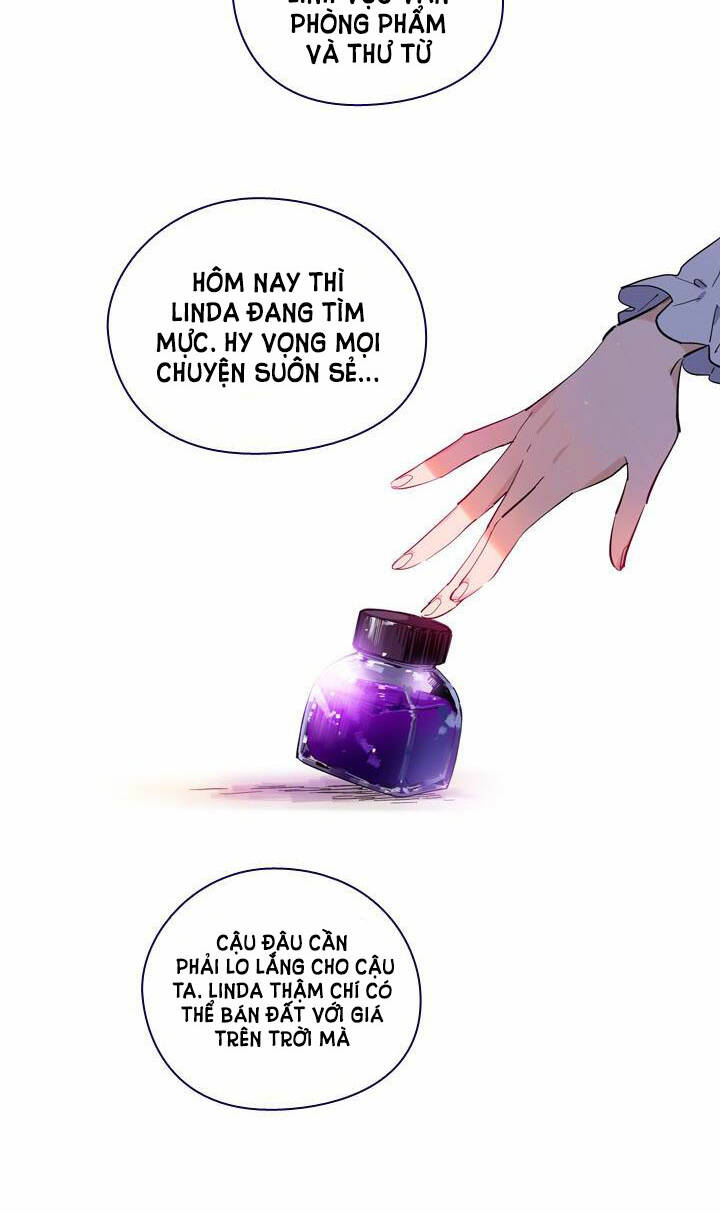 PHÒNG PHẨM
VÀ THƯ TỪ
HÔM NAY THÌ
LINDA ĐANG TÌM
MỰC. HY VỌNG MỌI
CHUYỆN SUÔN SẺ...
CẬU ĐÂU CẦN
PHẢI LO LẮNG CHO CẬU
TA. LINDA THẬM CHÍ CÓ
THỂ BÁN ĐẤT VỚI GIÁ
TRÊN TRỜI MÀ